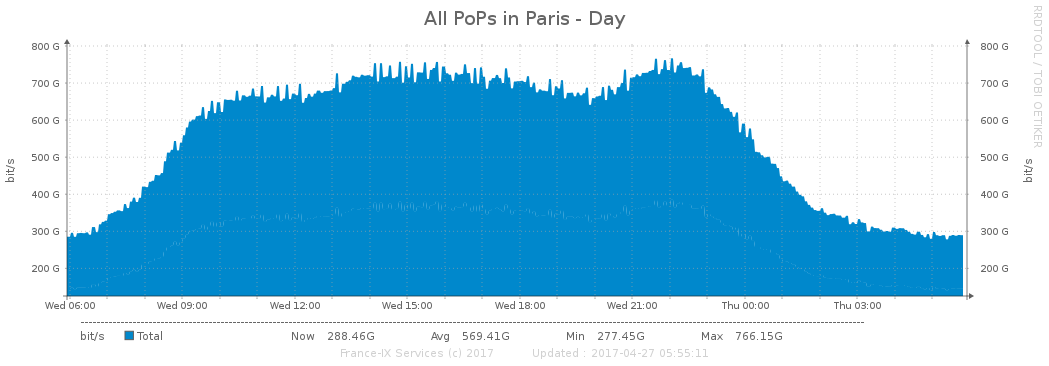 All PoPs in Paris - Day
RRDTOOL / TOBI OETIKER
800 G 800 G
700 G 700 G
600 G 600 G
500 G 500 G
400 G 400 G
300 G 300 G
200 G 200 G
bit/s
bit/s
Wed 06:00 Wed 09:00 Wed 12:00 Wed 15:00 Wed 18:00 Wed 21:00 Thu 00:00 Thu 03:00
bit/s Total Now 288.46G Avg 569.41G Min 277.45G Max 766.15G
France-IX Services (c) 2017 Updated : 2017-04-27 05:55:11